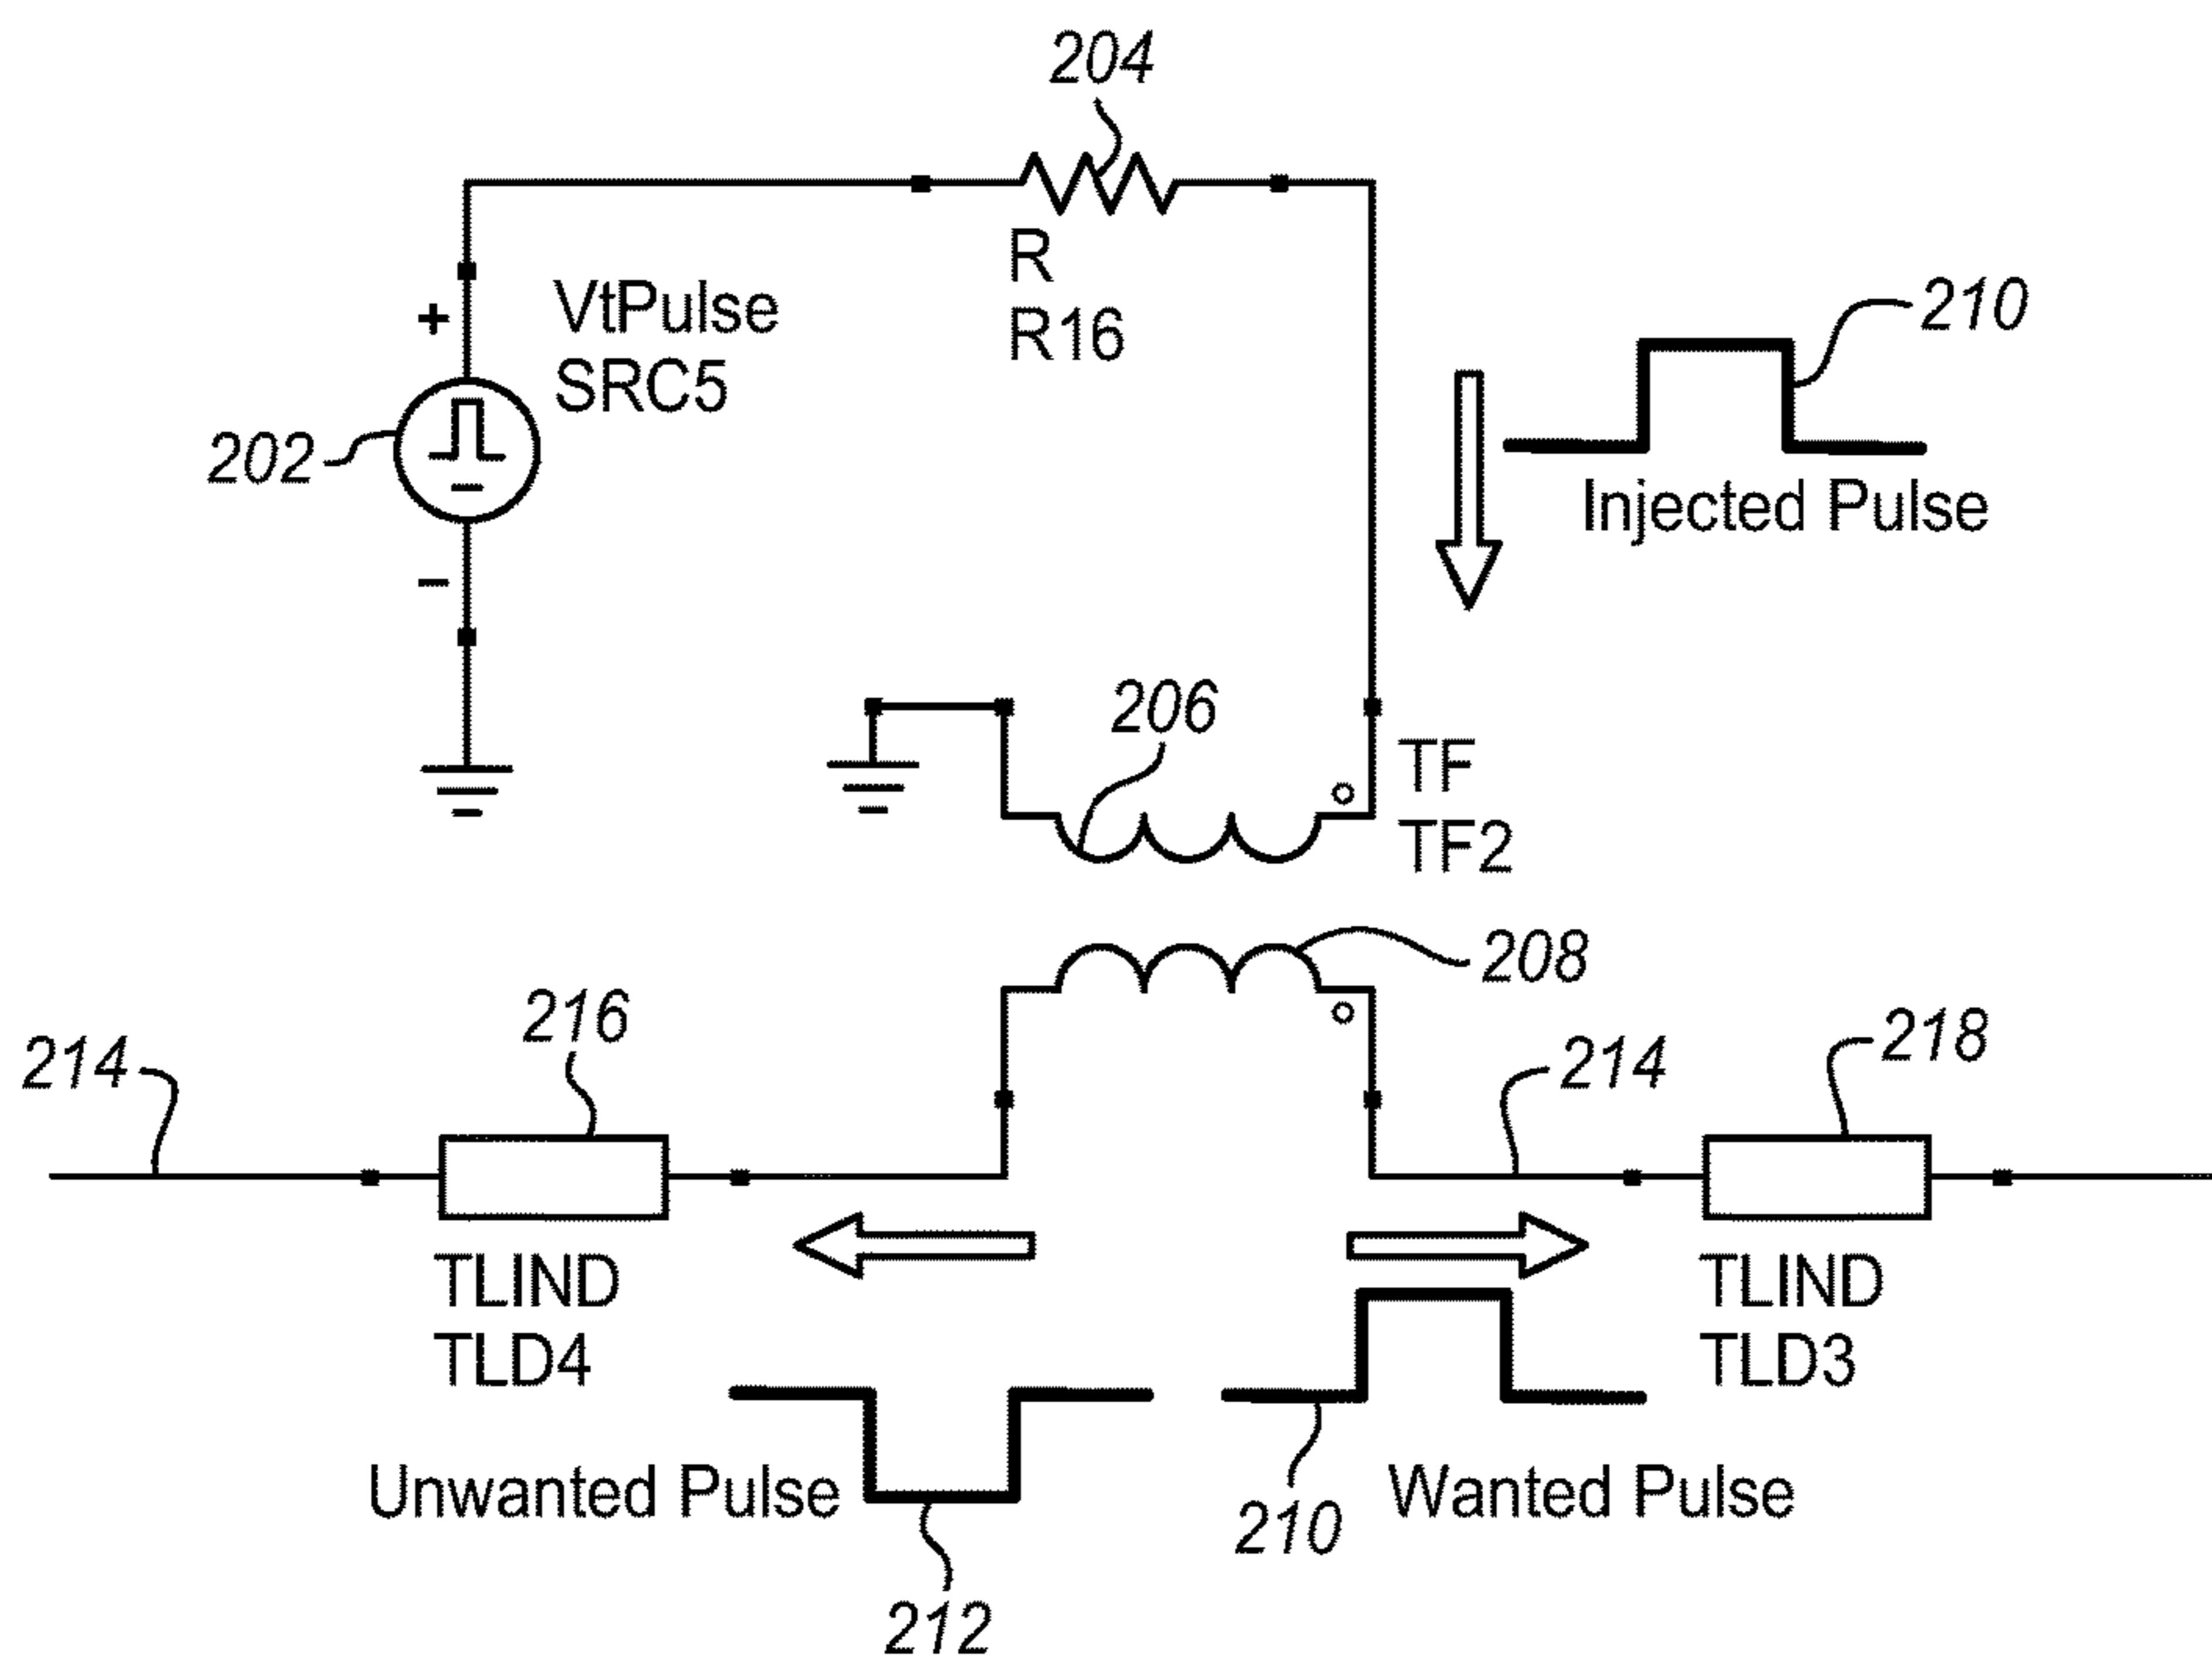 204
R
R16
VtPulse
SRC5
+
202
−
210
Injected Pulse
206
TF
TF2
208
214
216
214
218
TLIND
TLD4
TLIND
TLD3
Unwanted Pulse
212
210
Wanted Pulse